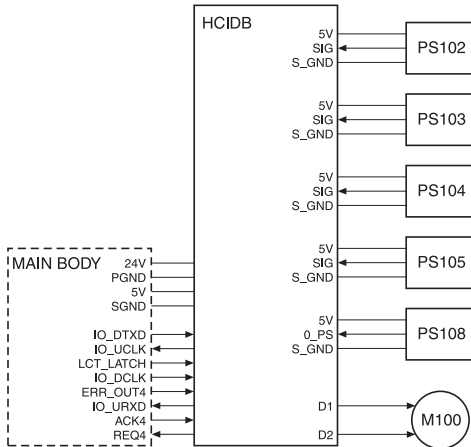 HCIDB
5V
SIG
S_GND
PS102
5V
SIG
S_GND
PS103
5V
SIG
S_GND
PS104
5V
SIG
S_GND
PS105
5V
0_PS
S_GND
PS108
D1
D2
M100
MAIN BODY
24V
PGND
5V
SGND
IO_DTXD
IO_UCLK
LCT_LATCH
IO_DCLK
ERR_OUT4
IO_URXD
ACK4
REQ4